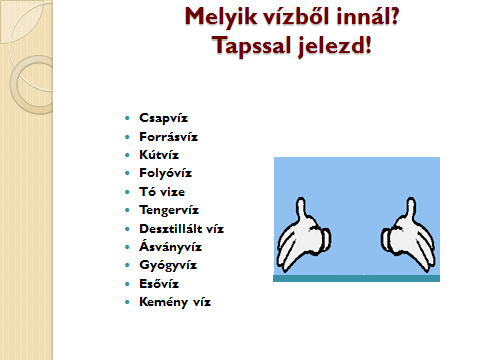 Melyik vízből innál?
Tapssal jelezd!
Csapvíz
Forrásvíz
Kútvíz
Folyóvíz
Tó vize
Tengervíz
Desztillált víz
Ásványvíz
Gyógyvíz
Esővíz
Kemény víz